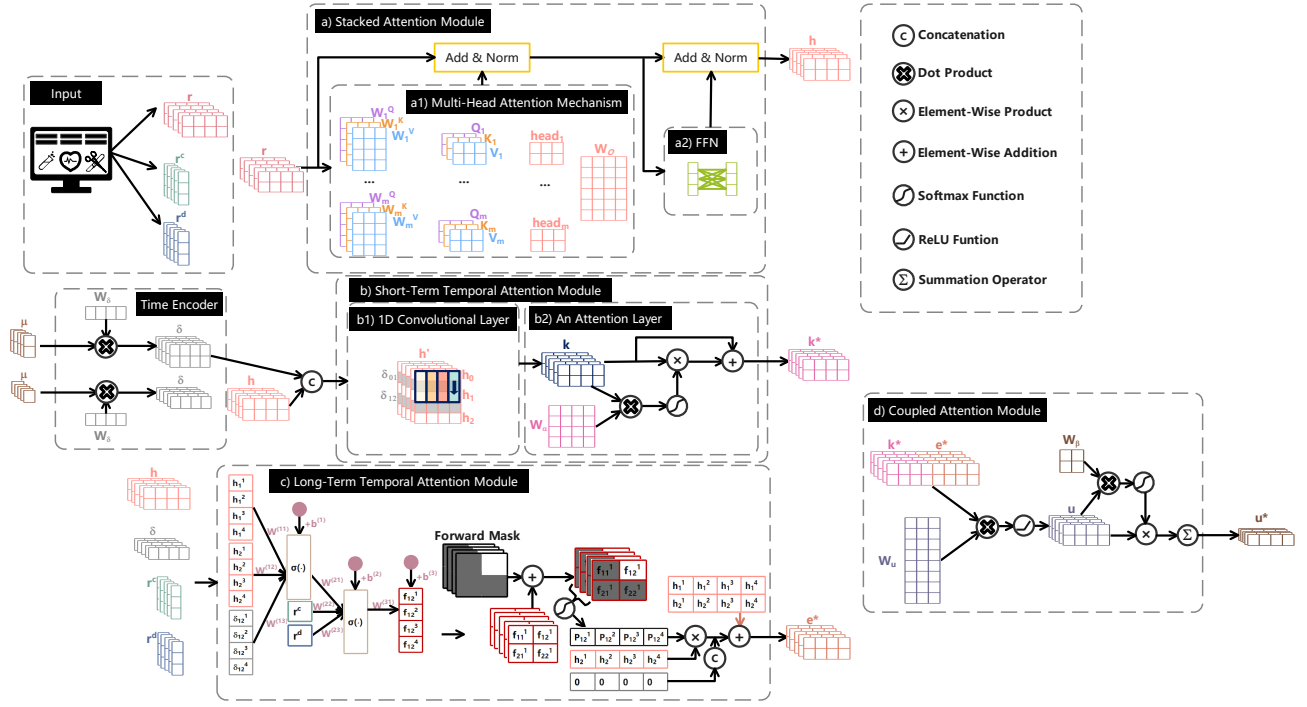 a) Stacked Attention Module
Add & Norm
Add & Norm
h
a1) Multi-Head Attention Mechanism
W₁Q
W₁K
W₁V
Q₁
K₁
V₁
head₁
Wₒ
...
...
...
WₘQ
WₘK
WₘV
Qₘ
Kₘ
Vₘ
headₘ
a2) FFN
Input
r
rᶜ
rᵈ
r
C
Concatenation
Dot Product
×
Element-Wise Product
+
Element-Wise Addition
Softmax Function
ReLU Funtion
Σ
Summation Operator
Time Encoder
μ
Wδ
δ
μ
Wδ
δ
h
C
b) Short-Term Temporal Attention Module
b1) 1D Convolutional Layer
h'
δ₀₁
δ₁₂
h₀
h₁
h₂
b2) An Attention Layer
k
Wα
×
+
k*
c) Long-Term Temporal Attention Module
h
δ
rᶜ
rᵈ
h₁¹
h₁²
h₁³
h₁⁴
h₂¹
h₂²
h₂³
h₂⁴
δ₁₂¹
δ₁₂²
δ₁₂³
δ₁₂⁴
W⁽¹¹⁾
W⁽¹²⁾
W⁽¹³⁾
+b⁽¹⁾
σ(·)
W⁽²¹⁾
W⁽²²⁾
W⁽²³⁾
rᶜ
rᵈ
+b⁽²⁾
σ(·)
W⁽³¹⁾
+b⁽³⁾
f₁₂¹
f₁₂²
f₁₂³
f₁₂⁴
Forward Mask
+
f₁₁¹ f₁₂¹
f₂₁¹ f₂₂¹
f₁₁¹ f₁₂¹
f₂₁¹ f₂₂¹
h₁¹ h₁² h₁³ h₁⁴
h₂¹ h₂² h₂³ h₂⁴
P₁₂¹ P₁₂² P₁₂³ P₁₂⁴
h₂¹ h₂² h₂³ h₂⁴
0 0 0 0
×
+
C
e*
d) Coupled Attention Module
k*
e*
Wᵤ
u
Wᵦ
×
Σ
u*